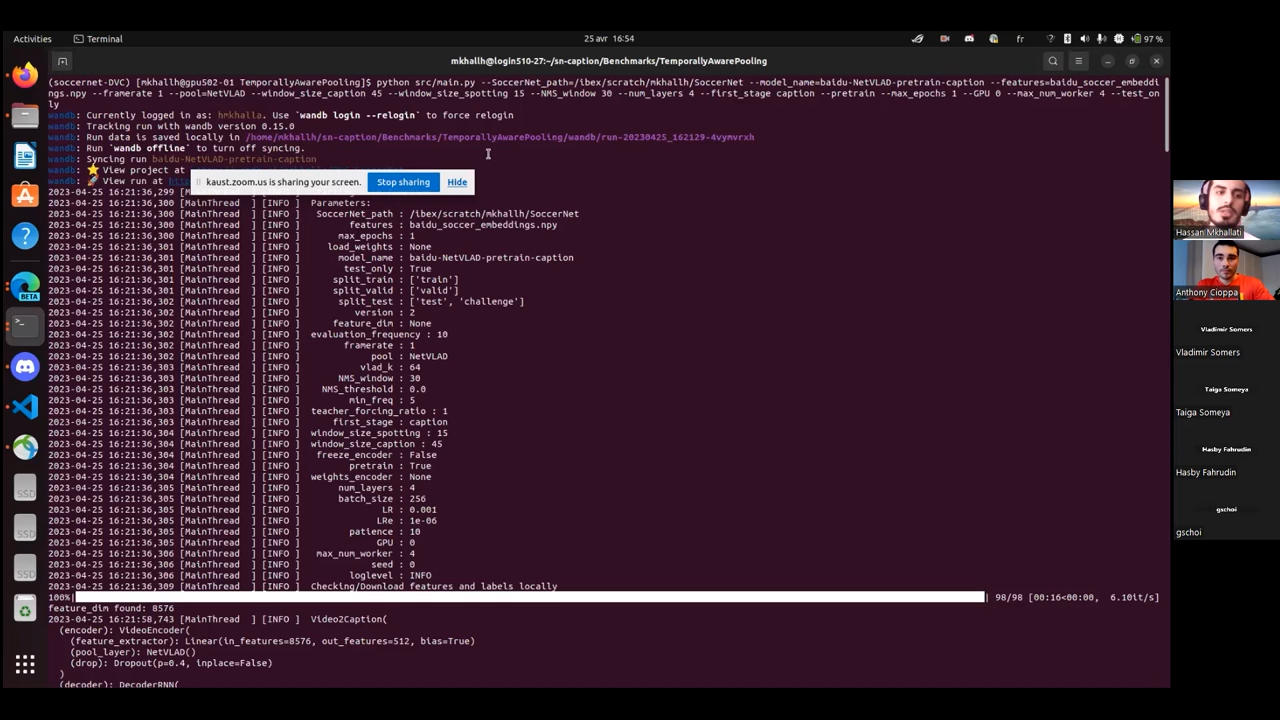 Activities
Terminal
25 avr 16:54
fr
97 %
mkhallh@login510-27:~/sn-caption/Benchmarks/TemporallyAwarePooling
(soccernet-DVC) [mkhallh@gpu502-01 TemporallyAwarePooling]$ python src/main.py --SoccerNet_path=/ibex/scratch/mkhallh/SoccerNet --model_name=baidu-NetVLAD-pretrain-caption --features=baidu_soccer_embeddi
ngs.npy --framerate 1 --pool=NetVLAD --window_size_caption 45 --window_size_spotting 15 --NMS_window 30 --num_layers 4 --first_stage caption --pretrain --max_epochs 1 --GPU 0 --max_num_worker 4 --test_on
ly
wandb: Currently logged in as: hmkhalla. Use `wandb login --relogin` to force relogin
wandb: Tracking run with wandb version 0.15.0
wandb: Run data is saved locally in /home/mkhallh/sn-caption/Benchmarks/TemporallyAwarePooling/wandb/run-20230425_162129-4vymvrxh
wandb: Run `wandb offline` to turn off syncing.
wandb: Syncing run baidu-NetVLAD-pretrain-caption
wandb: ⭐ View project at
wandb: 🚀 View run at
kaust.zoom.us is sharing your screen. Stop sharing Hide
2023-04-25 16:21:36,299 [MainThread ] [INFO ] Parameters:
2023-04-25 16:21:36,300 [MainThread ] [INFO ] SoccerNet_path : /ibex/scratch/mkhallh/SoccerNet
2023-04-25 16:21:36,300 [MainThread ] [INFO ] features : baidu_soccer_embeddings.npy
2023-04-25 16:21:36,300 [MainThread ] [INFO ] max_epochs : 1
2023-04-25 16:21:36,300 [MainThread ] [INFO ] load_weights : None
2023-04-25 16:21:36,301 [MainThread ] [INFO ] model_name : baidu-NetVLAD-pretrain-caption
2023-04-25 16:21:36,301 [MainThread ] [INFO ] test_only : True
2023-04-25 16:21:36,301 [MainThread ] [INFO ] split_train : ['train']
2023-04-25 16:21:36,301 [MainThread ] [INFO ] split_valid : ['valid']
2023-04-25 16:21:36,302 [MainThread ] [INFO ] split_test : ['test', 'challenge']
2023-04-25 16:21:36,302 [MainThread ] [INFO ] version : 2
2023-04-25 16:21:36,302 [MainThread ] [INFO ] feature_dim : None
2023-04-25 16:21:36,302 [MainThread ] [INFO ] evaluation_frequency : 10
2023-04-25 16:21:36,302 [MainThread ] [INFO ] framerate : 1
2023-04-25 16:21:36,302 [MainThread ] [INFO ] pool : NetVLAD
2023-04-25 16:21:36,302 [MainThread ] [INFO ] vlad_k : 64
2023-04-25 16:21:36,303 [MainThread ] [INFO ] NMS_window : 30
2023-04-25 16:21:36,303 [MainThread ] [INFO ] NMS_threshold : 0.0
2023-04-25 16:21:36,303 [MainThread ] [INFO ] min_freq : 5
2023-04-25 16:21:36,303 [MainThread ] [INFO ] teacher_forcing_ratio : 1
2023-04-25 16:21:36,303 [MainThread ] [INFO ] first_stage : caption
2023-04-25 16:21:36,303 [MainThread ] [INFO ] window_size_spotting : 15
2023-04-25 16:21:36,304 [MainThread ] [INFO ] window_size_caption : 45
2023-04-25 16:21:36,304 [MainThread ] [INFO ] freeze_encoder : False
2023-04-25 16:21:36,304 [MainThread ] [INFO ] pretrain : True
2023-04-25 16:21:36,304 [MainThread ] [INFO ] weights_encoder : None
2023-04-25 16:21:36,305 [MainThread ] [INFO ] num_layers : 4
2023-04-25 16:21:36,305 [MainThread ] [INFO ] batch_size : 256
2023-04-25 16:21:36,305 [MainThread ] [INFO ] LR : 0.001
2023-04-25 16:21:36,305 [MainThread ] [INFO ] LRe : 1e-06
2023-04-25 16:21:36,305 [MainThread ] [INFO ] patience : 10
2023-04-25 16:21:36,305 [MainThread ] [INFO ] GPU : 0
2023-04-25 16:21:36,306 [MainThread ] [INFO ] max_num_worker : 4
2023-04-25 16:21:36,306 [MainThread ] [INFO ] seed : 0
2023-04-25 16:21:36,306 [MainThread ] [INFO ] loglevel : INFO
2023-04-25 16:21:36,309 [MainThread ] [INFO ] Checking/Download features and labels locally
100%| | 98/98 [00:16<00:00, 6.10it/s]
feature_dim found: 8576
2023-04-25 16:21:58,743 [MainThread ] [INFO ] Video2Caption(
(encoder): VideoEncoder(
(feature_extractor): Linear(in_features=8576, out_features=512, bias=True)
(pool_layer): NetVLAD()
(drop): Dropout(p=0.4, inplace=False)
)
(decoder): DecoderRNN(
BETA
SSD
SSD
SSD
Hassan Mkhallati
Anthony Cioppa
Vladimir Somers
Vladimir Somers
Taiga Someya
Taiga Someya
Hasby Fahrudin
Hasby Fahrudin
gschoi
gschoi